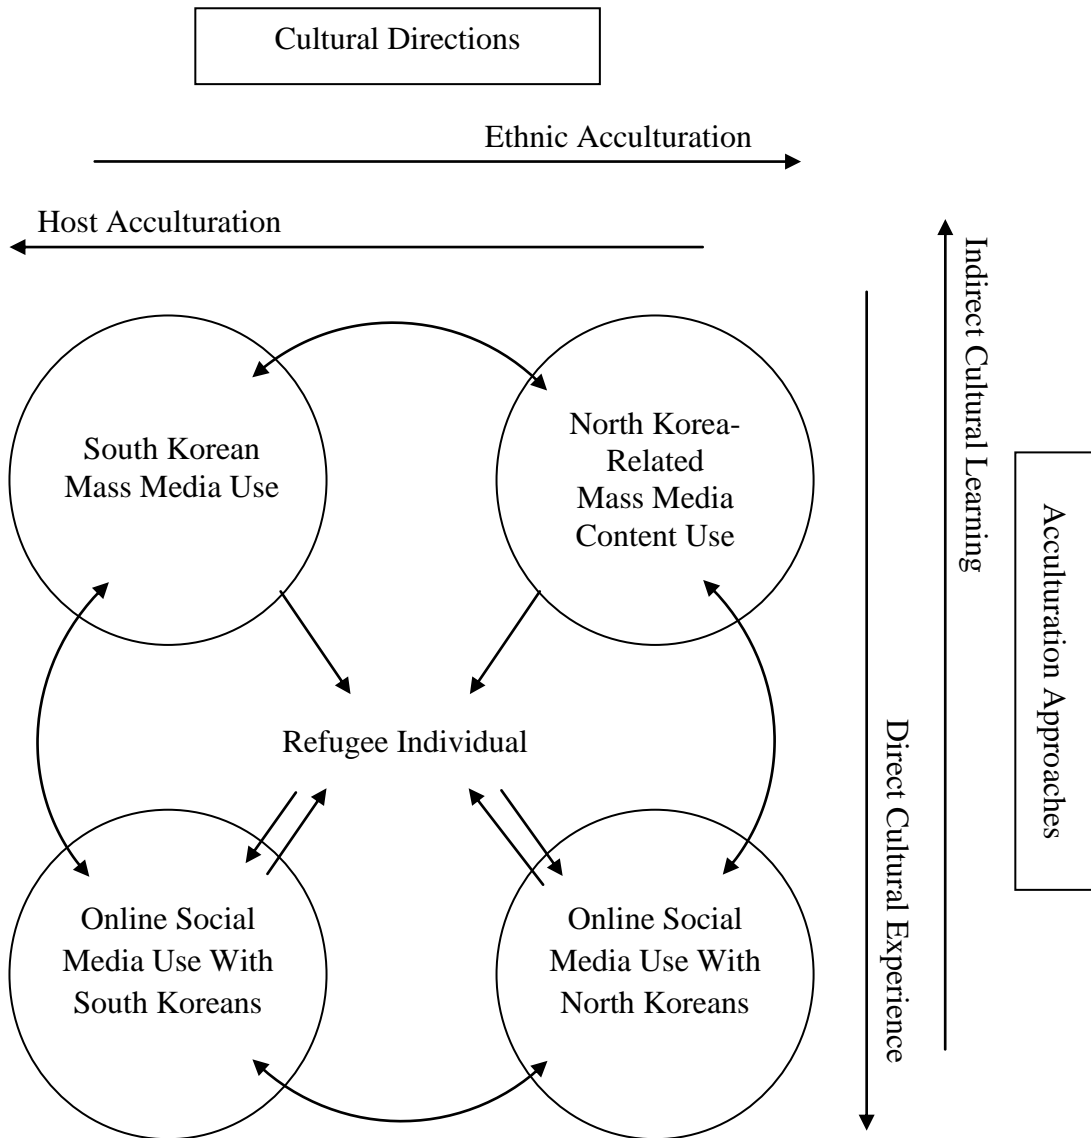 Cultural Directions
Ethnic Acculturation
Host Acculturation
Indirect Cultural Learning
South Korean
Mass Media Use
North Korea-
Related
Mass Media
Content Use
Acculturation Approaches
Refugee Individual
Direct Cultural Experience
Online Social
Media Use With
South Koreans
Online Social
Media Use With
North Koreans